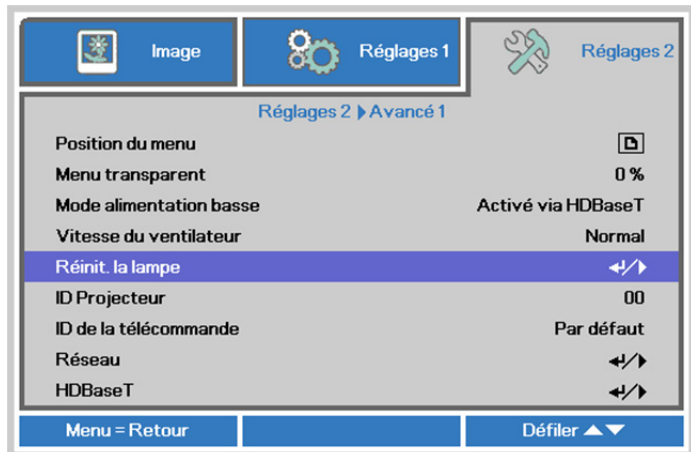 Image
Réglages 1
Réglages 2
Réglages 2 Avancé 1
Position du menu
Menu transparent 0 %
Mode alimentation basse Activé via HDBaseT
Vitesse du ventilateur Normal
Réinit. la lampe
ID Projecteur 00
ID de la télécommande Par défaut
Réseau
HDBaseT
Menu = Retour Défiler